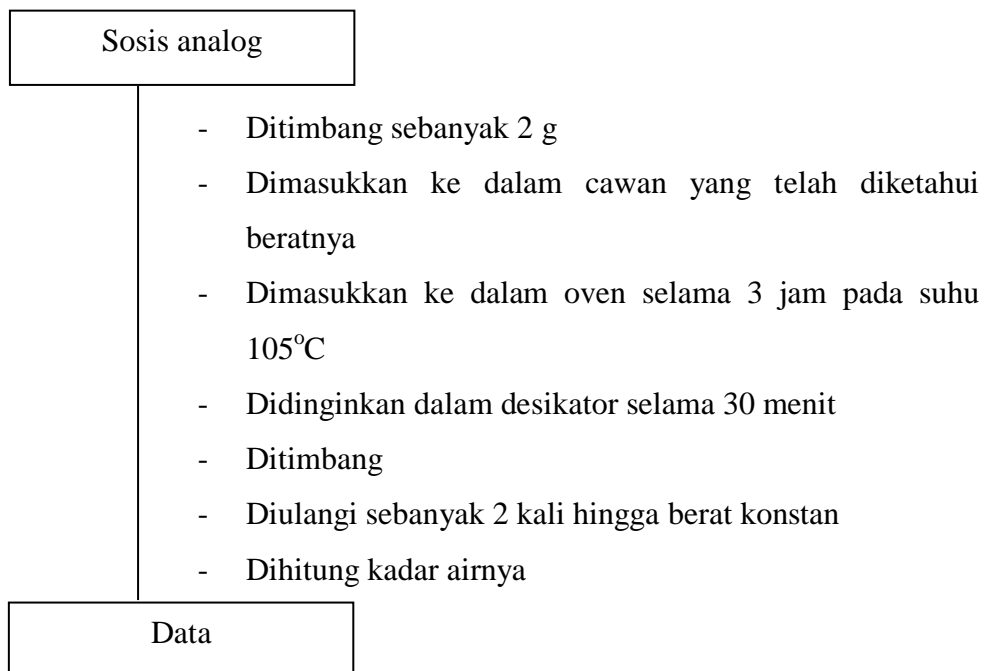 Sosis analog
- Ditimbang sebanyak 2 g
- Dimasukkan ke dalam cawan yang telah diketahui
beratnya
- Dimasukkan ke dalam oven selama 3 jam pada suhu
105°C
- Didinginkan dalam desikator selama 30 menit
- Ditimbang
- Diulangi sebanyak 2 kali hingga berat konstan
- Dihitung kadar airnya
Data